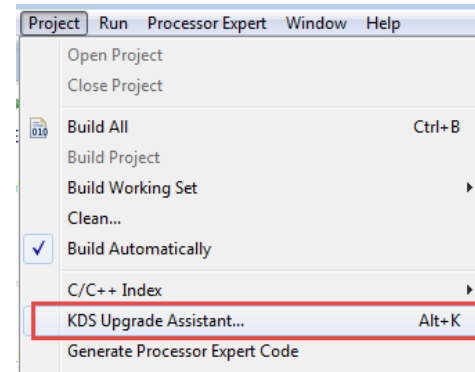 Project Run Processor Expert Window Help
Open Project
Close Project
010 Build All Ctrl+B
Build Project
Build Working Set
Clean...
Build Automatically
C/C++ Index
KDS Upgrade Assistant... Alt+K
Generate Processor Expert Code